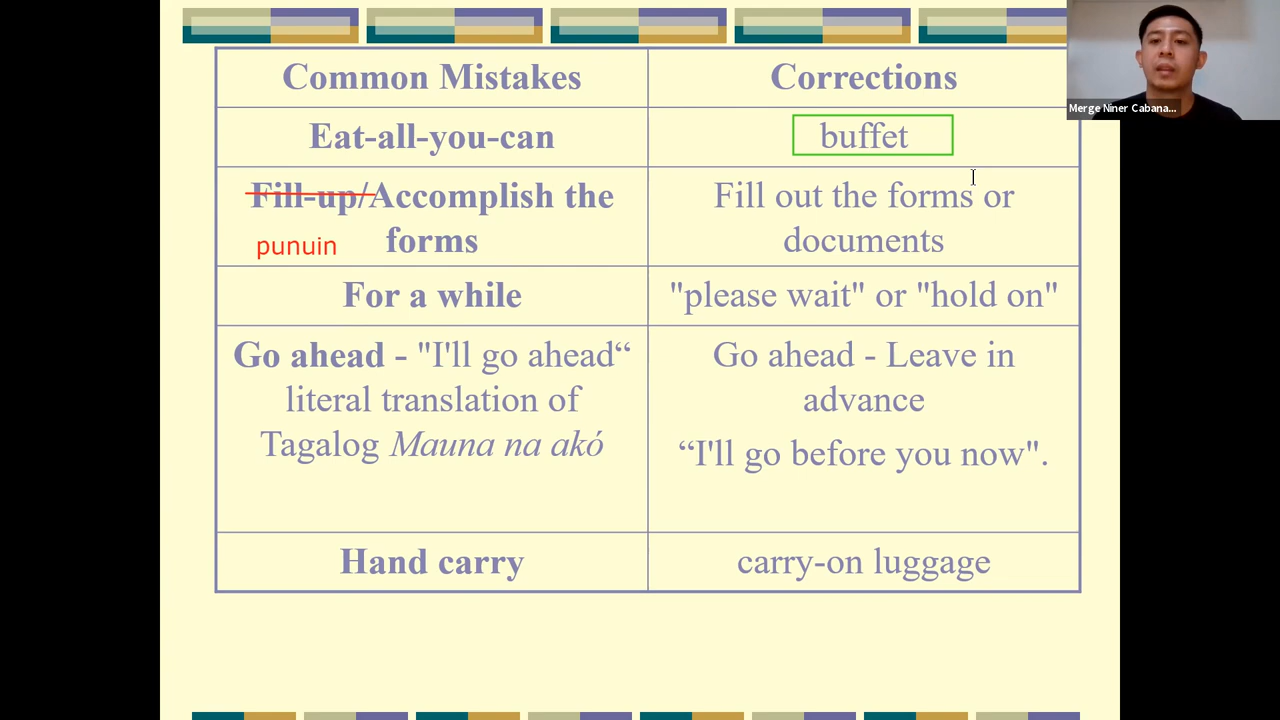 Common Mistakes
Corrections
Eat-all-you-can
buffet
Fill-up/Accomplish the
forms
punuin
Fill out the forms or
documents
For a while
"please wait" or "hold on"
Go ahead - "I'll go ahead“
literal translation of
Tagalog Mauna na akó
Go ahead - Leave in
advance
“I'll go before you now".
Hand carry
carry-on luggage
Merge Niner Cabana...